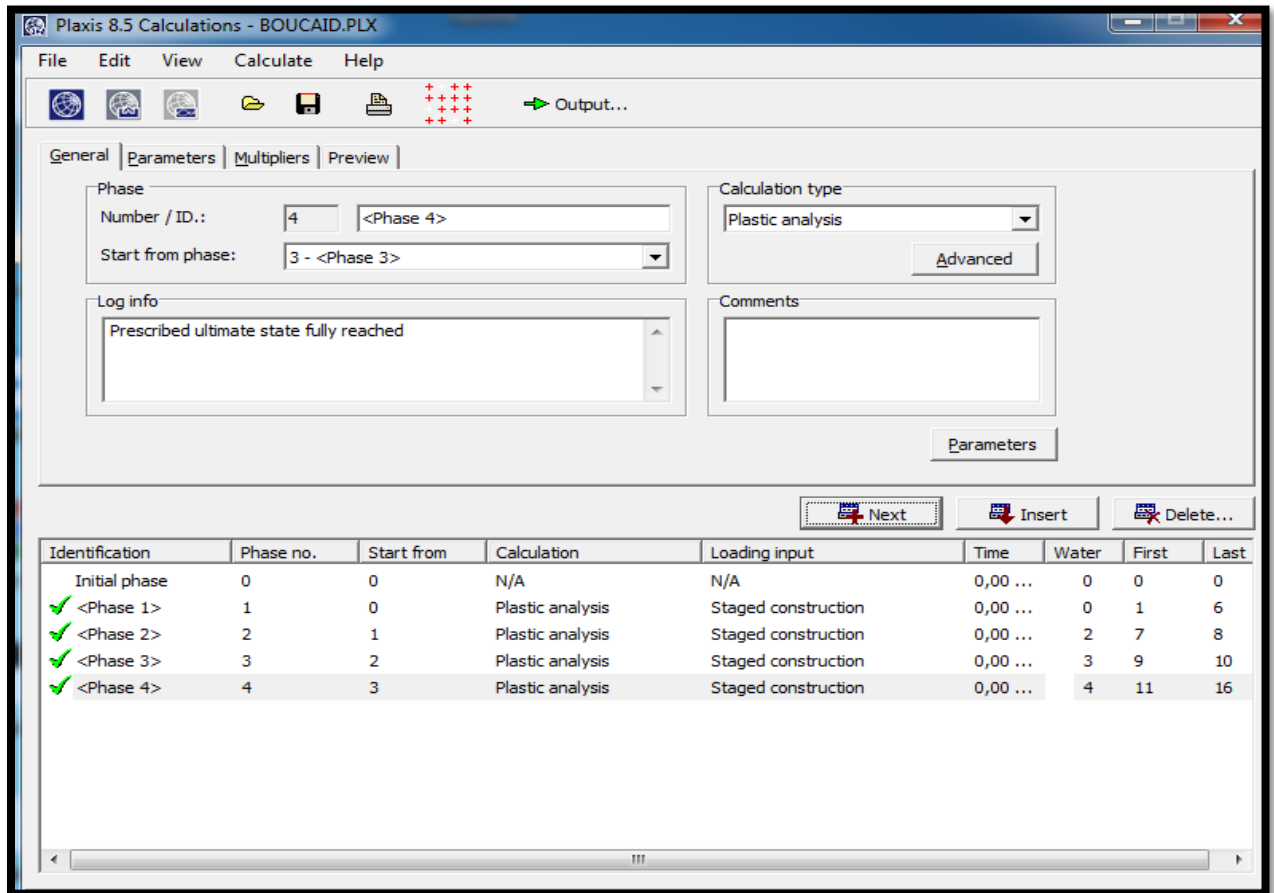 Plaxis 8.5 Calculations - BOUCAID.PLX
File Edit View Calculate Help
Output...
General Parameters Multipliers Preview
Phase
Number / ID.: 4 <Phase 4>
Start from phase: 3 - <Phase 3>
Calculation type
Plastic analysis
Advanced
Log info
Prescribed ultimate state fully reached
Comments
Parameters
Next Insert Delete...
Identification Phase no. Start from Calculation Loading input Time Water First Last
Initial phase 0 0 N/A N/A 0,00 ... 0 0 0
<Phase 1> 1 0 Plastic analysis Staged construction 0,00 ... 0 1 6
<Phase 2> 2 1 Plastic analysis Staged construction 0,00 ... 2 7 8
<Phase 3> 3 2 Plastic analysis Staged construction 0,00 ... 3 9 10
<Phase 4> 4 3 Plastic analysis Staged construction 0,00 ... 4 11 16